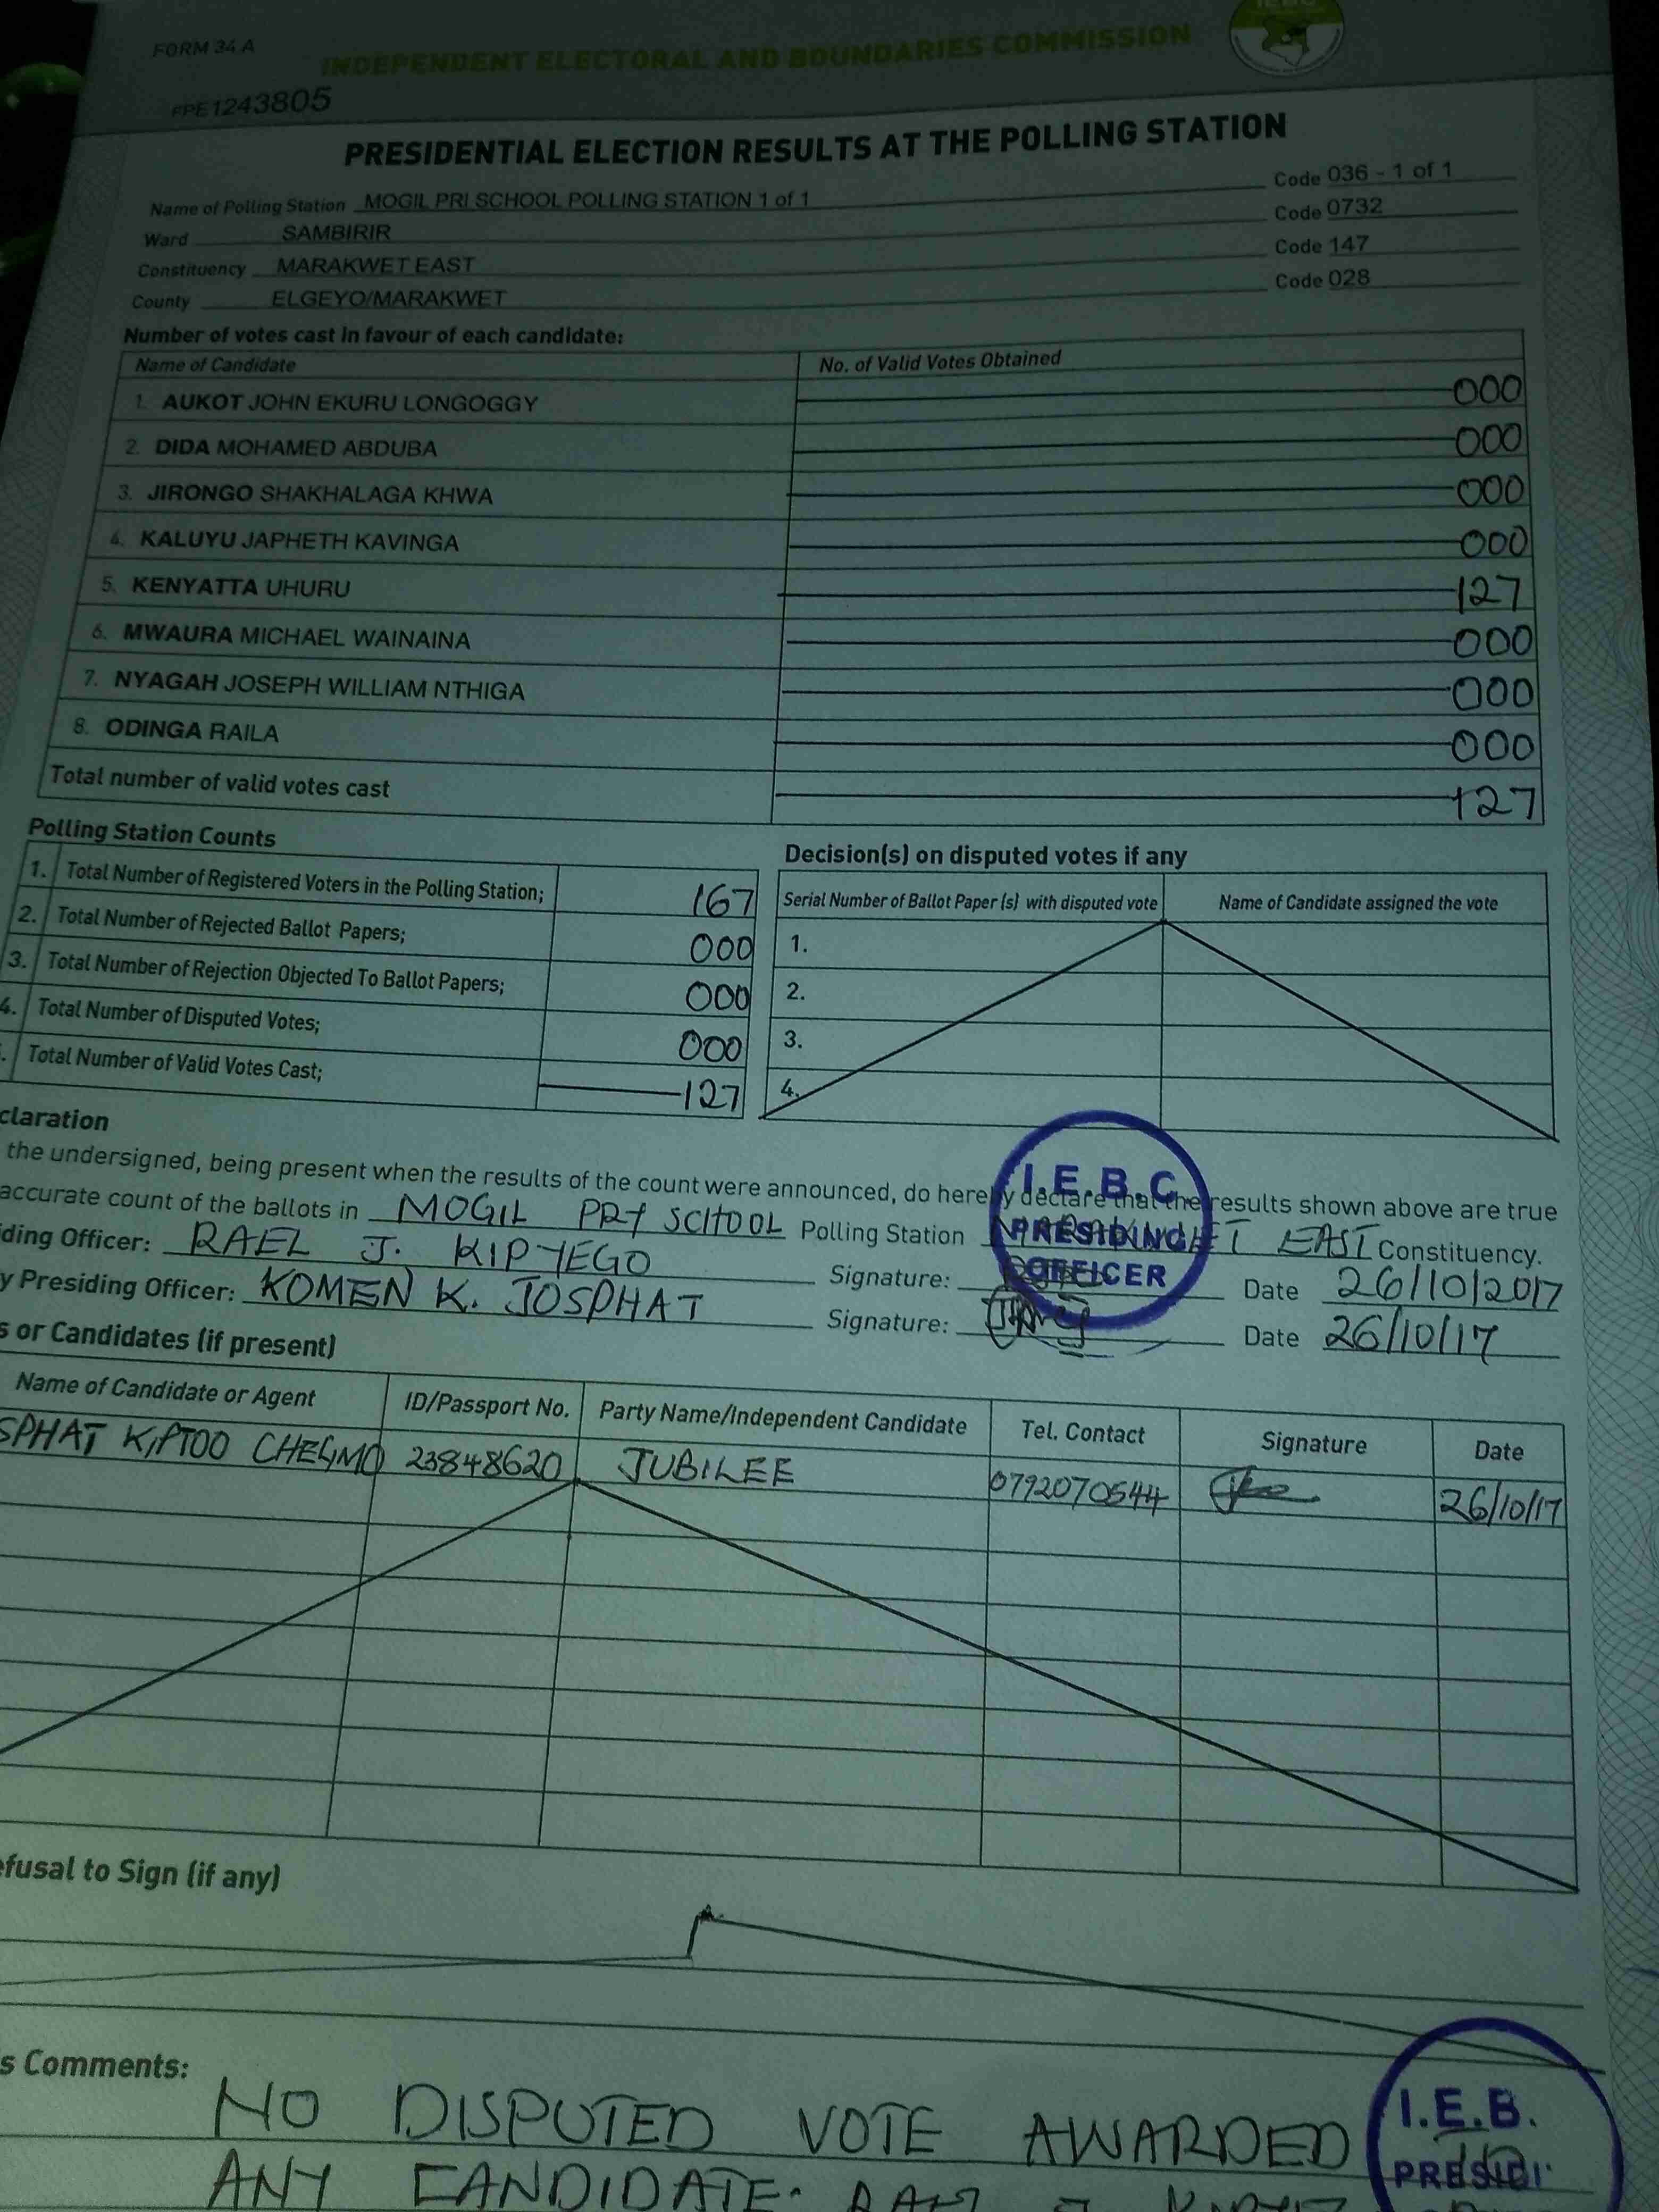 FORM 34 A
IEBC
INDEPENDENT ELECTORAL AND BOUNDARIES COMMISSION
PPE1243805
PRESIDENTIAL ELECTION RESULTS AT THE POLLING STATION
Name of Polling Station MOGIL PRI SCHOOL POLLING STATION 1 of 1 Code 036 - 1 of 1
Ward SAMBIRIR Code 0732
Constituency MARAKWET EAST Code 147
County ELGEYO/MARAKWET Code 028
Number of votes cast in favour of each candidate:
Name of Candidate No. of Valid Votes Obtained
1. AUKOT JOHN EKURU LONGOGGY 000
2. DIDA MOHAMED ABDUBA 000
3. JIRONGO SHAKHALAGA KHWA 000
4. KALUYU JAPHETH KAVINGA 000
5. KENYATTA UHURU 127
6. MWAURA MICHAEL WAINAINA 000
7. NYAGAH JOSEPH WILLIAM NTHIGA 000
8. ODINGA RAILA 000
Total number of valid votes cast 127
Polling Station Counts
1. Total Number of Registered Voters in the Polling Station; 167
2. Total Number of Rejected Ballot Papers; 000
3. Total Number of Rejection Objected To Ballot Papers; 000
4. Total Number of Disputed Votes; 000
. Total Number of Valid Votes Cast; 127
Decision(s) on disputed votes if any
Serial Number of Ballot Paper (s) with disputed vote Name of Candidate assigned the vote
1.
2.
3.
4.
claration
the undersigned, being present when the results of the count were announced, do hereby declare that the results shown above are true
accurate count of the ballots in MOGIL PRY SCHOOL Polling Station MARAKWET EAST Constituency.
ding Officer: RAEL J. KIPYEGO Signature: Date 26/10/2017
y Presiding Officer: KOMEN K. JOSPHAT Signature: Date 26/10/17
I.E.B.C.
PRESIDING
OFFICER
s or Candidates (if present)
Name of Candidate or Agent ID/Passport No. Party Name/Independent Candidate Tel. Contact Signature Date
SPHAT KIPTOO CHEGIMO 23848620 JUBILEE 0792070544 26/10/17
efusal to Sign (if any)
s Comments:
NO DISPUTED VOTE AWARDED
ANY CANDIDATE.
I.E.B.
PRESIDI